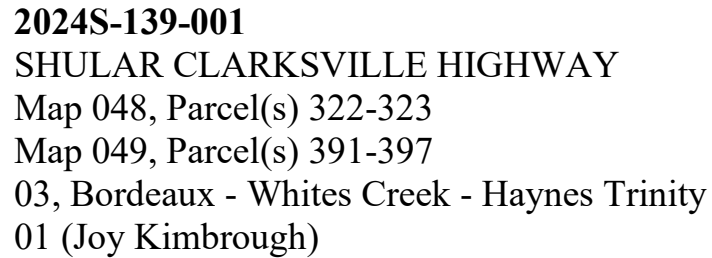 2024S-139-001
SHULAR CLARKSVILLE HIGHWAY
Map 048, Parcel(s) 322-323
Map 049, Parcel(s) 391-397
03, Bordeaux - Whites Creek - Haynes Trinity
01 (Joy Kimbrough)